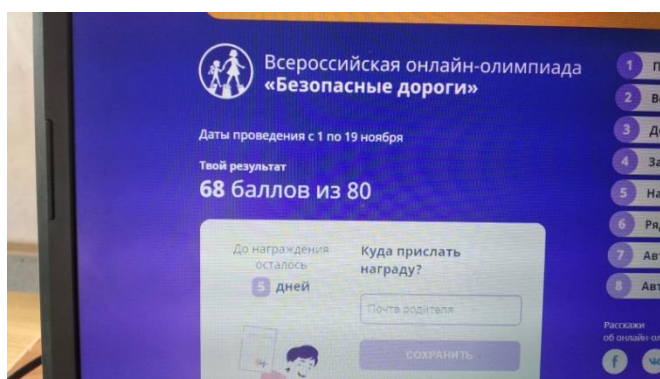 Всероссийская онлайн-олимпиада
«Безопасные дороги»
Даты проведения с 1 по 19 ноября
Твой результат
68 баллов из 80
До награждения
осталось
5 дней
Куда прислать
награду?
Почта родителя
СОХРАНИТЬ
1
2
3
4
5
6
7
8
Расскажи